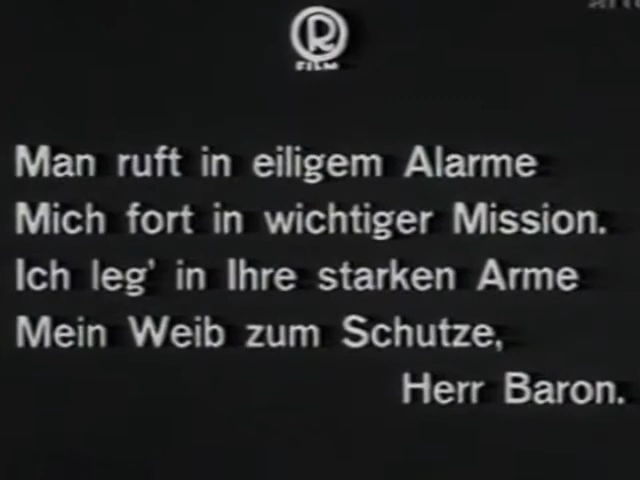 R
FILM
Man ruft in eiligem Alarme
Mich fort in wichtiger Mission.
Ich leg' in Ihre starken Arme
Mein Weib zum Schutze,
Herr Baron.